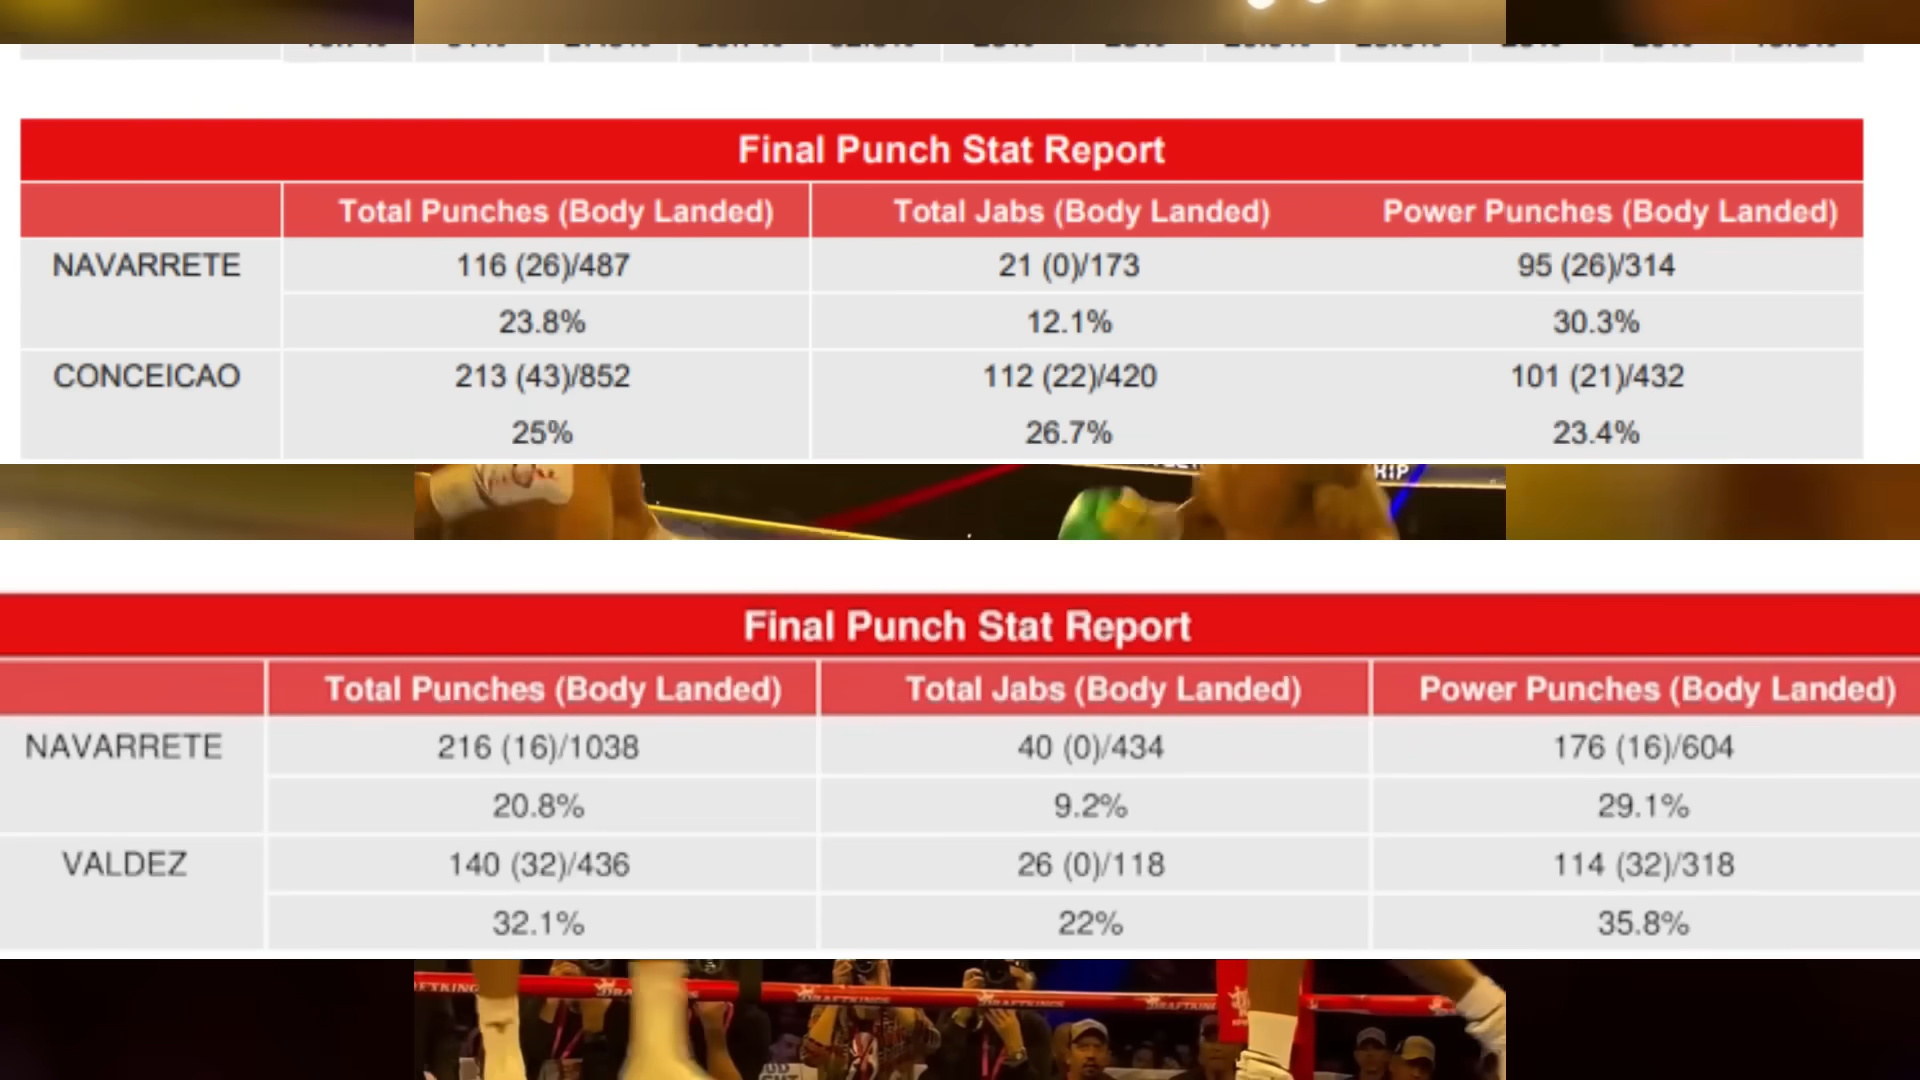 Final Punch Stat Report
Total Punches (Body Landed) Total Jabs (Body Landed) Power Punches (Body Landed)
NAVARRETE 116 (26)/487 21 (0)/173 95 (26)/314
23.8% 12.1% 30.3%
CONCEICAO 213 (43)/852 112 (22)/420 101 (21)/432
25% 26.7% 23.4%
HIP
Final Punch Stat Report
Total Punches (Body Landed) Total Jabs (Body Landed) Power Punches (Body Landed)
NAVARRETE 216 (16)/1038 40 (0)/434 176 (16)/604
20.8% 9.2% 29.1%
VALDEZ 140 (32)/436 26 (0)/118 114 (32)/318
32.1% 22% 35.8%
DRAFTKINGS DRAFTKINGS